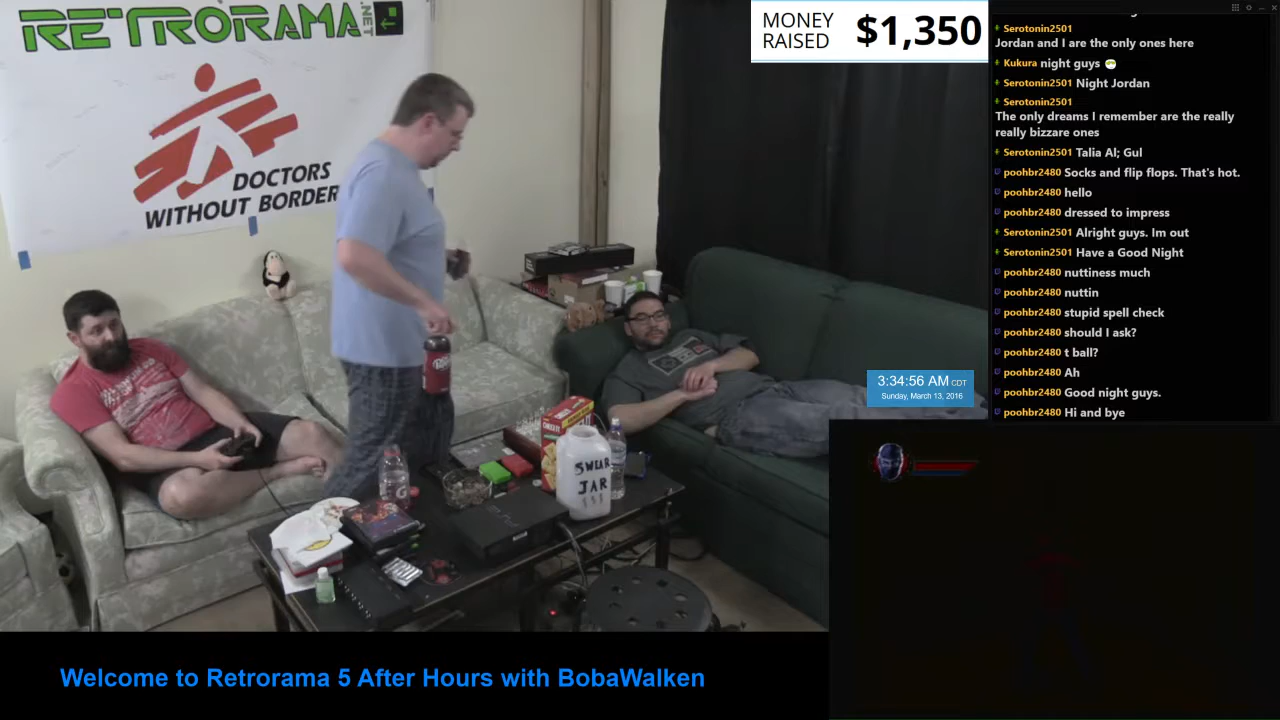 RETRORAMA
.NET
DOCTORS
WITHOUT BORDER
SWEAR
JAR
$$$
MONEY
RAISED
$1,350
3:34:56 AM CDT
Sunday, March 13, 2016
Serotonin2501
Jordan and I are the only ones here
Kukura night guys
Serotonin2501 Night Jordan
Serotonin2501
The only dreams I remember are the really
really bizzare ones
Serotonin2501 Talia Al; Gul
poohbr2480 Socks and flip flops. That's hot.
poohbr2480 hello
poohbr2480 dressed to impress
Serotonin2501 Alright guys. Im out
Serotonin2501 Have a Good Night
poohbr2480 nuttiness much
poohbr2480 nuttin
poohbr2480 stupid spell check
poohbr2480 should I ask?
poohbr2480 t ball?
poohbr2480 Ah
poohbr2480 Good night guys.
poohbr2480 Hi and bye
Welcome to Retrorama 5 After Hours with BobaWalken